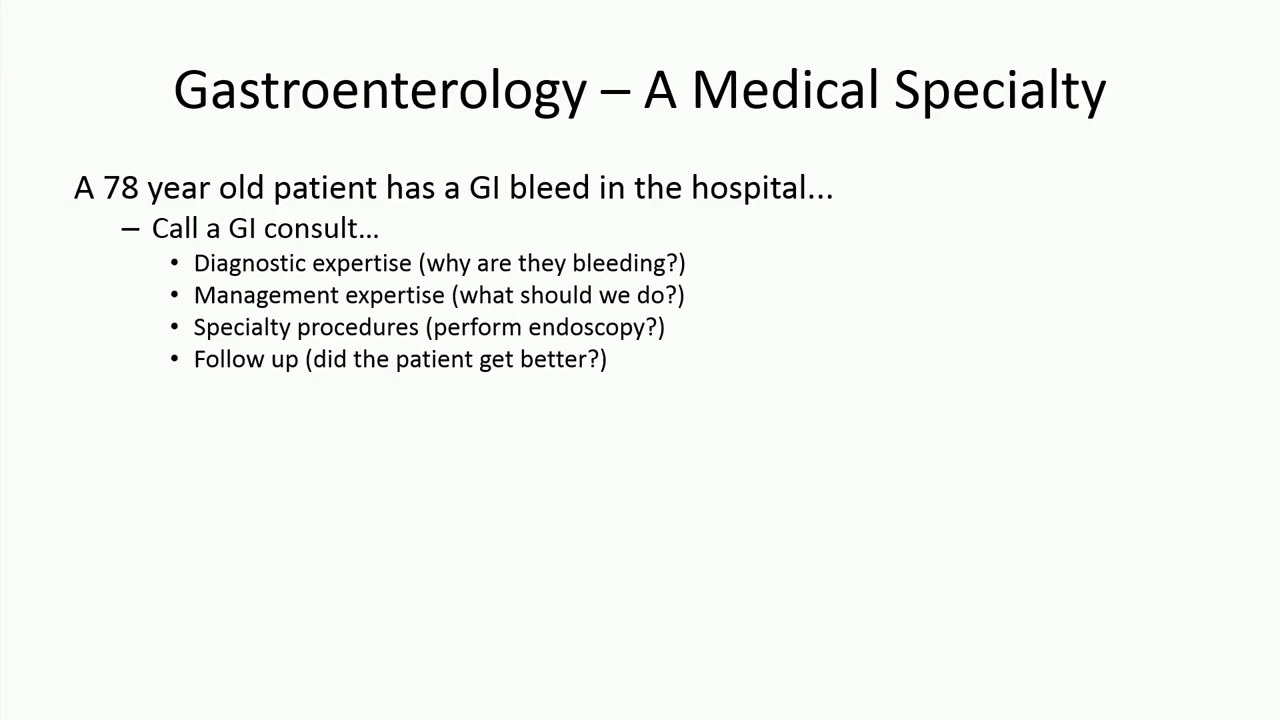 Gastroenterology – A Medical Specialty
A 78 year old patient has a GI bleed in the hospital...
– Call a GI consult...
• Diagnostic expertise (why are they bleeding?)
• Management expertise (what should we do?)
• Specialty procedures (perform endoscopy?)
• Follow up (did the patient get better?)